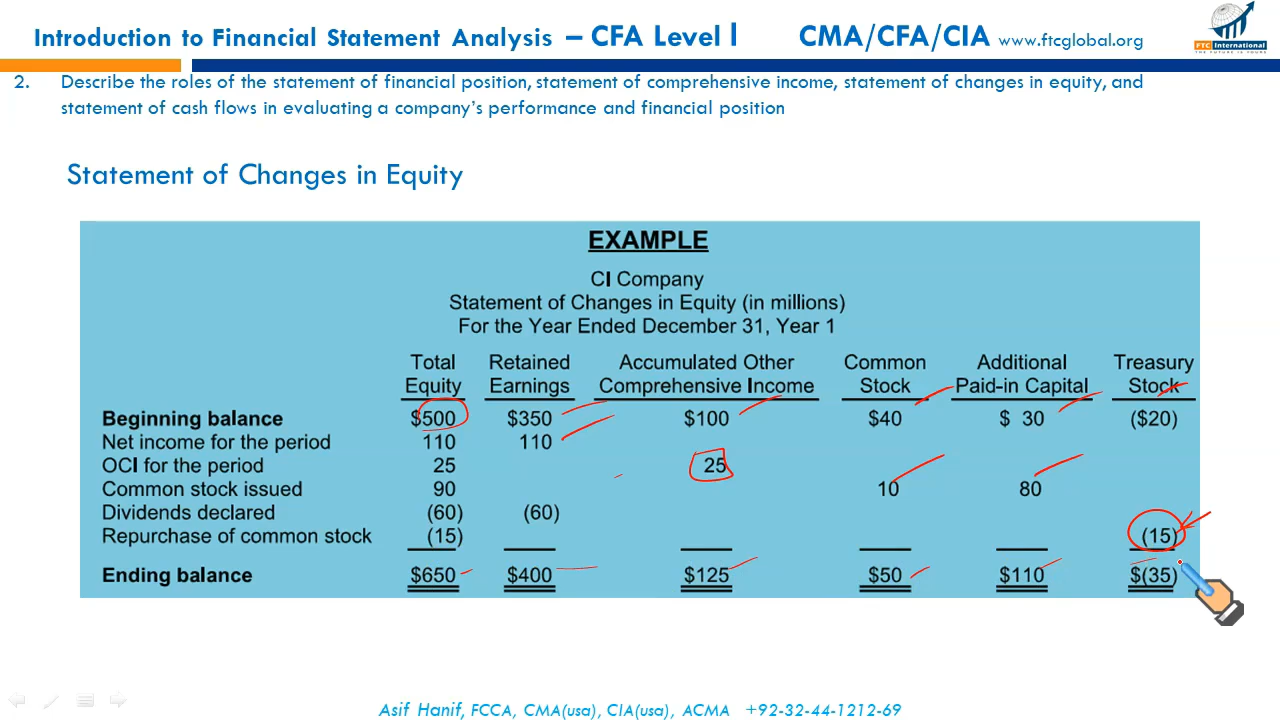 Introduction to Financial Statement Analysis – CFA Level I CMA/CFA/CIA www.ftcglobal.org
FTC International
THE FUTURE IS YOURS
2. Describe the roles of the statement of financial position, statement of comprehensive income, statement of changes in equity, and
statement of cash flows in evaluating a company's performance and financial position
Statement of Changes in Equity
EXAMPLE
CI Company
Statement of Changes in Equity (in millions)
For the Year Ended December 31, Year 1
Total Retained Accumulated Other Common Additional Treasury
Equity Earnings Comprehensive Income Stock Paid-in Capital Stock
Beginning balance $500 $350 $100 $40 $ 30 ($20)
Net income for the period 110 110
OCI for the period 25 25
Common stock issued 90 10 80
Dividends declared (60) (60)
Repurchase of common stock (15) (15)
Ending balance $650 $400 $125 $50 $110 $(35)
Asif Hanif, FCCA, CMA(usa), CIA(usa), ACMA +92-32-44-1212-69